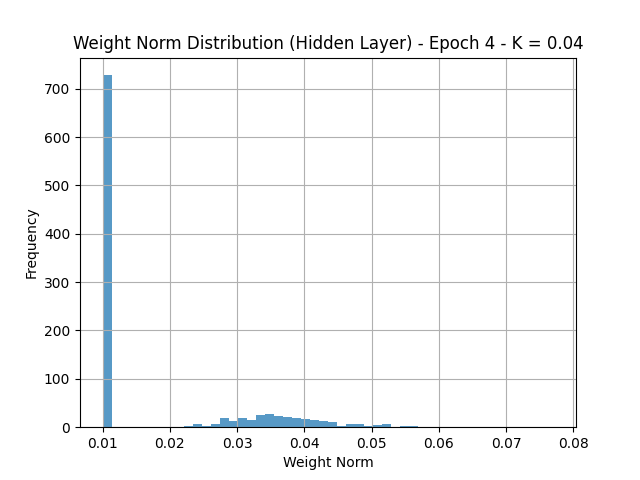 Weight Norm Distribution (Hidden Layer) - Epoch 4 - K = 0.04
700
600
500
400
300
200
100
0
Frequency
0.01 0.02 0.03 0.04 0.05 0.06 0.07 0.08
Weight Norm